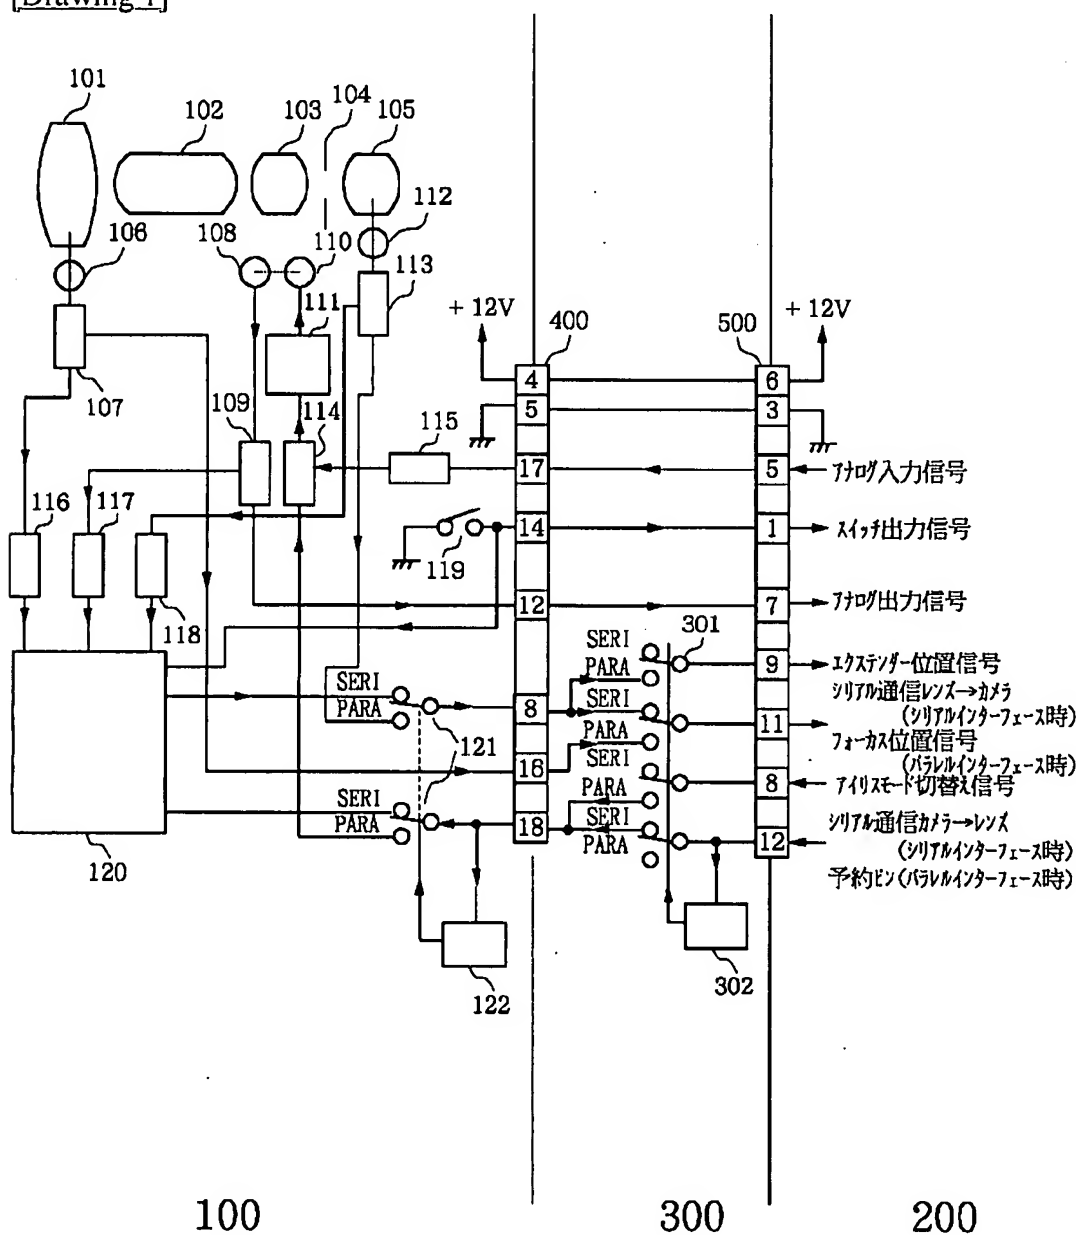 [Drawing 1]
101
102
103
104
105
106
108
110
112
113
111
107
109
114
115
+12V
400
500
+12V
4
6
5
3
17
5
アナログ入力信号
14
1
スイッチ出力信号
119
12
7
アナログ出力信号
116
117
118
120
SERI
PARA
8
121
16
SERI
PARA
18
122
SERI
PARA
301
SERI
PARA
SERI
PARA
SERI
PARA
302
9
エクステンダー位置信号
シリアル通信レンズ→カメラ
(シリアルインターフェース時)
11
フォーカス位置信号
(パラレルインターフェース時)
8
アイリスモード切替え信号
シリアル通信カメラ→レンズ
12
(シリアルインターフェース時)
予約ピン(パラレルインターフェース時)
100
300
200